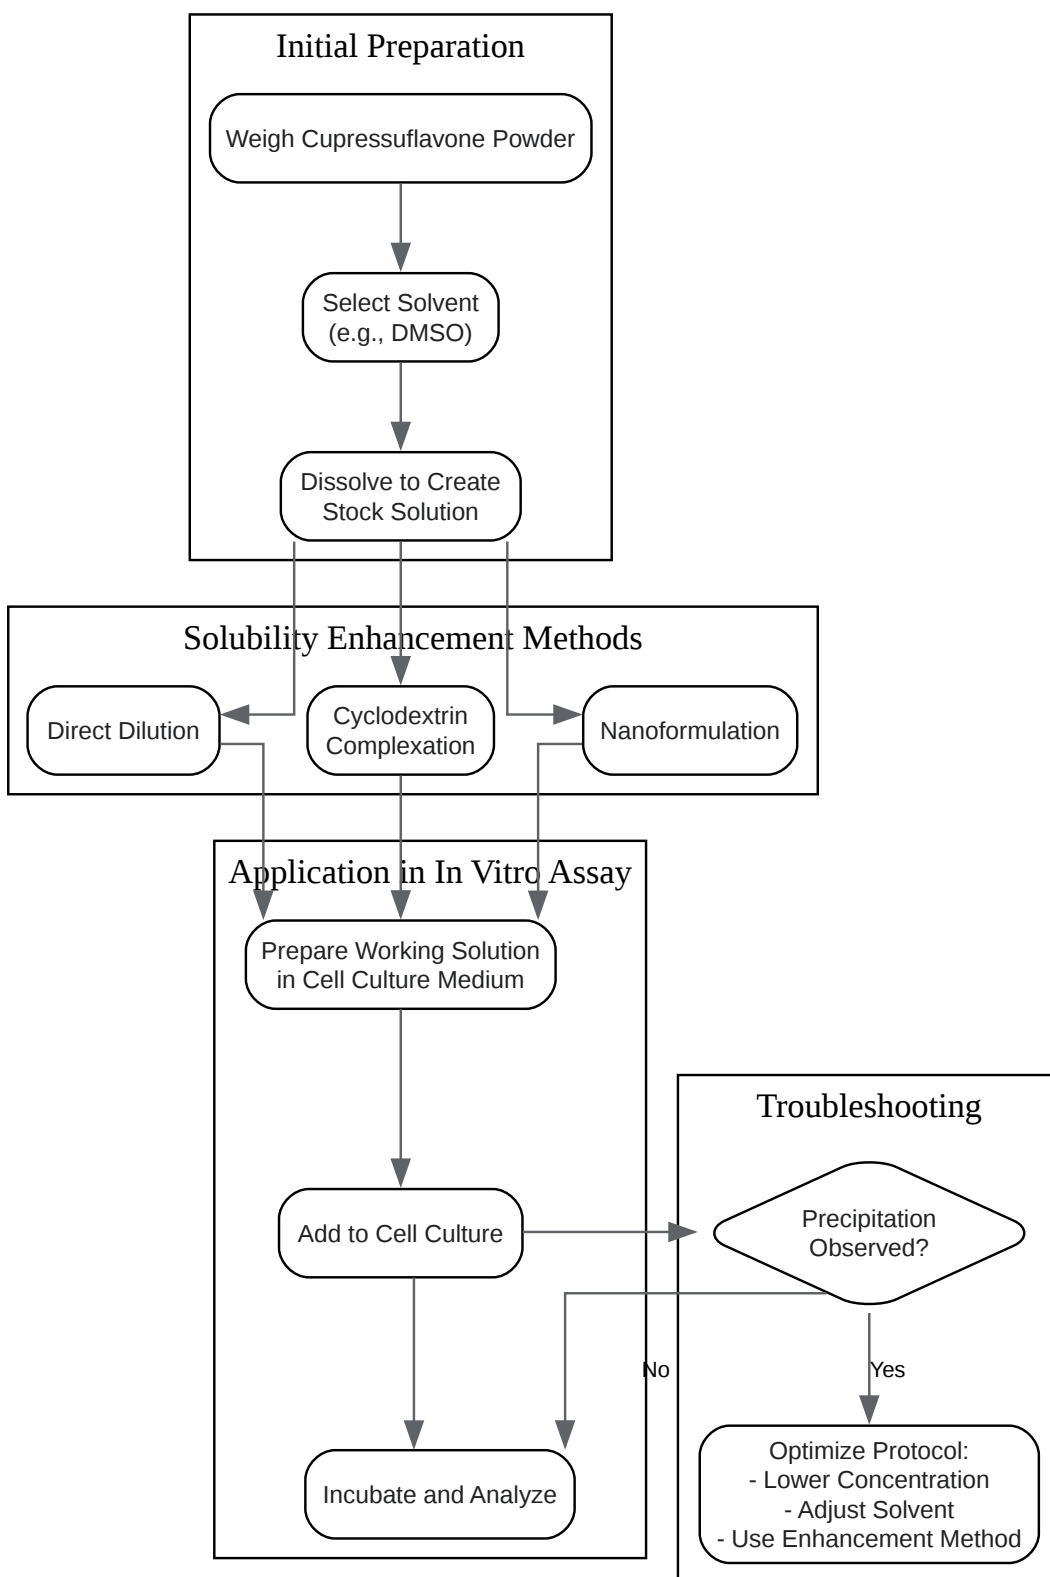 Initial Preparation
Weigh Cupressuflavone Powder
Select Solvent
(e.g., DMSO)
Dissolve to Create
Stock Solution
Solubility Enhancement Methods
Direct Dilution
Cyclodextrin
Complexation
Nanoformulation
Application in In Vitro Assay
Prepare Working Solution
in Cell Culture Medium
Troubleshooting
Add to Cell Culture
Precipitation
Observed?
No
Yes
Incubate and Analyze
Optimize Protocol:
- Lower Concentration
- Adjust Solvent
- Use Enhancement Method